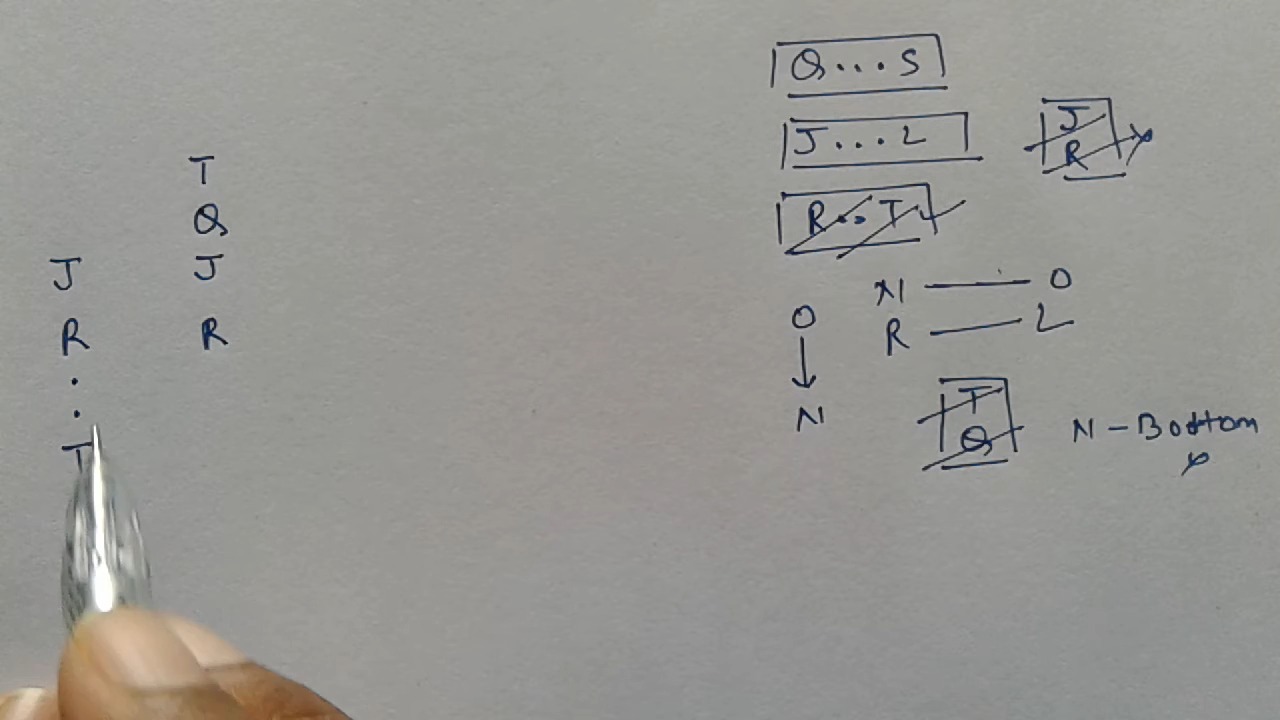 J
R
.
.
T
T
Q
J
R
Q...S
J...L
J
R
R..T
O
N
N — O
R — L
T
Q
N - Bottom